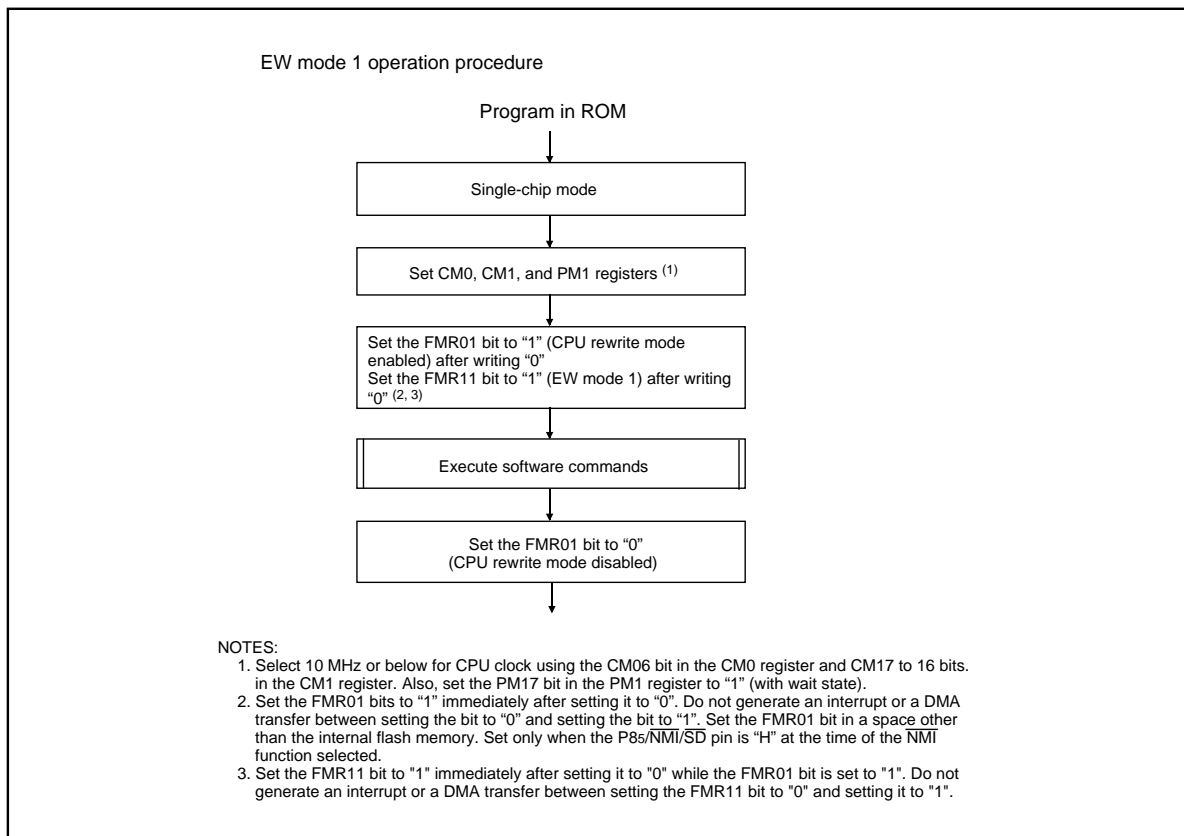 EW mode 1 operation procedure
Program in ROM
Single-chip mode
Set CM0, CM1, and PM1 registers (1)
Set the FMR01 bit to “1” (CPU rewrite mode
enabled) after writing “0”
Set the FMR11 bit to “1” (EW mode 1) after writing
“0” (2, 3)
Execute software commands
Set the FMR01 bit to “0”
(CPU rewrite mode disabled)
NOTES:
1. Select 10 MHz or below for CPU clock using the CM06 bit in the CM0 register and CM17 to 16 bits.
in the CM1 register. Also, set the PM17 bit in the PM1 register to “1” (with wait state).
2. Set the FMR01 bits to “1” immediately after setting it to “0”. Do not generate an interrupt or a DMA
transfer between setting the bit to “0” and setting the bit to “1”. Set the FMR01 bit in a space other
than the internal flash memory. Set only when the P85/NMI/SD pin is “H” at the time of the NMI
function selected.
3. Set the FMR11 bit to "1" immediately after setting it to "0" while the FMR01 bit is set to "1". Do not
generate an interrupt or a DMA transfer between setting the FMR11 bit to "0" and setting it to "1".